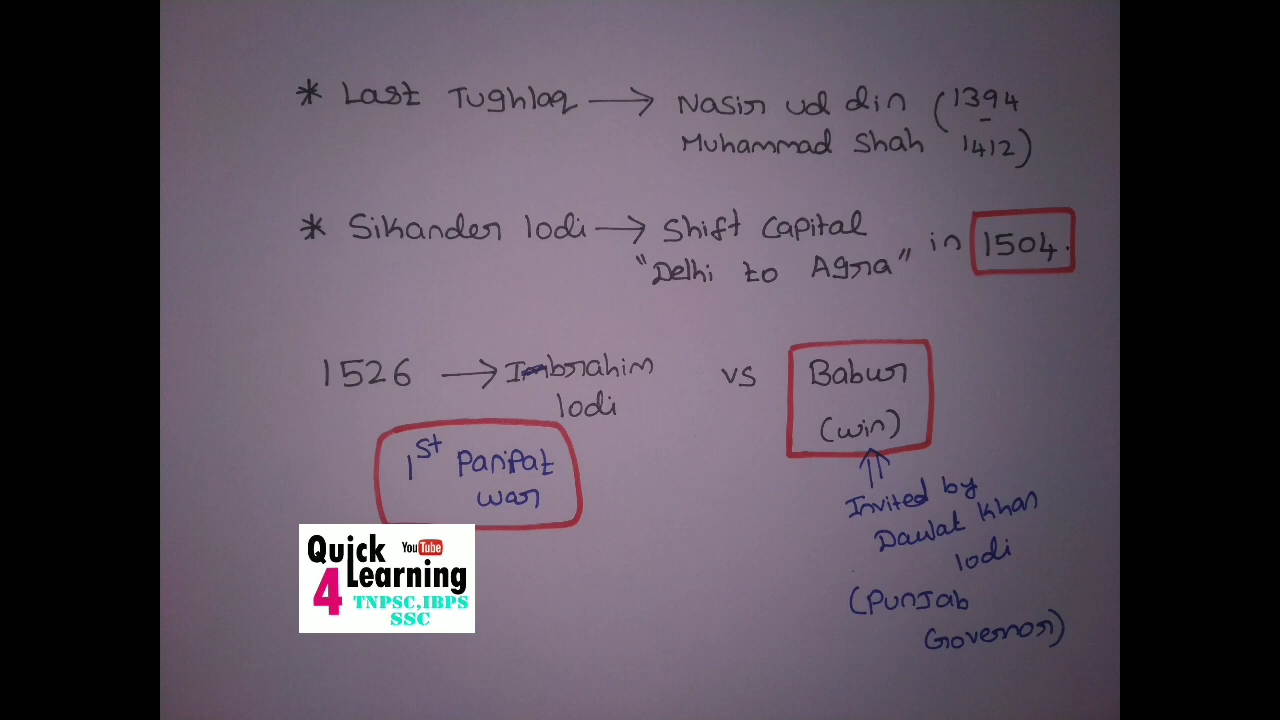 * Last Tughlaq → Nasir ud din (1394
Muhammad Shah - 1412)
* Sikander lodi → Shift Capital
"Delhi to Agra" in 1504.
1526 → Imbrahim vs Babur
lodi (win)
1st Panipat
war
Invited by
Dawlat Khan
lodi
(Punjab
Governor)
Quick You Tube
4 Learning
TNPSC,IBPS
SSC